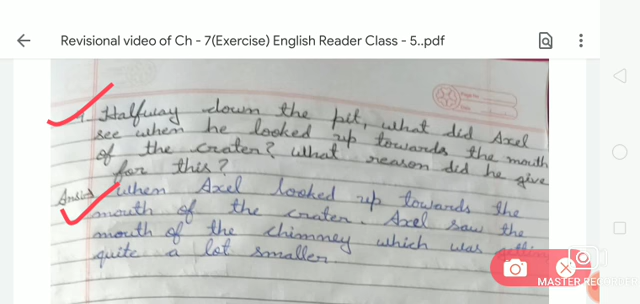 Revisional video of Ch - 7(Exercise) English Reader Class - 5..pdf
1. Halfway down the pit, what did Axel
see when he looked up towards the mouth
of the crater? What reason did he give
for this?
Ans:- When Axel looked up towards the
mouth of the crater. Axel saw the
mouth of the chimney which was getting
quite a lot smaller
MASTER RECORDER